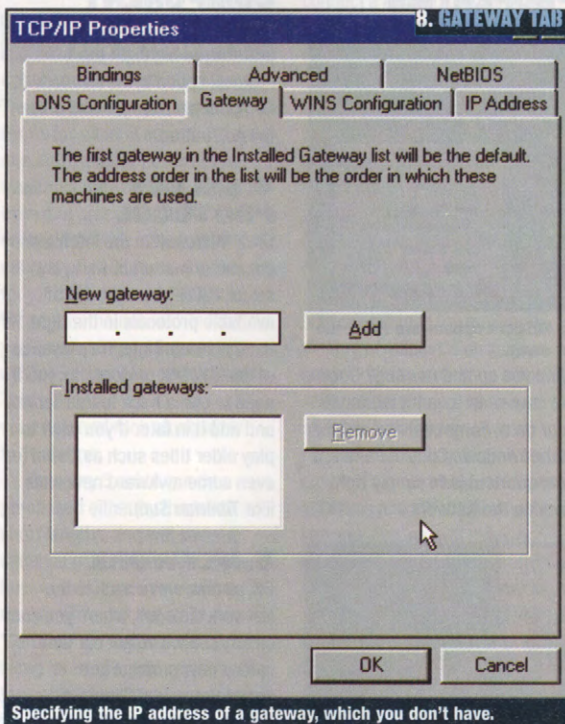 8. GATEWAY TAB
TCP/IP Properties
Bindings Advanced NetBIOS
DNS Configuration Gateway WINS Configuration IP Address
The first gateway in the Installed Gateway list will be the default.
The address order in the list will be the order in which these
machines are used.
New gateway:
. . .
Add
Installed gateways:
Remove
OK Cancel
Specifying the IP address of a gateway, which you don't have.